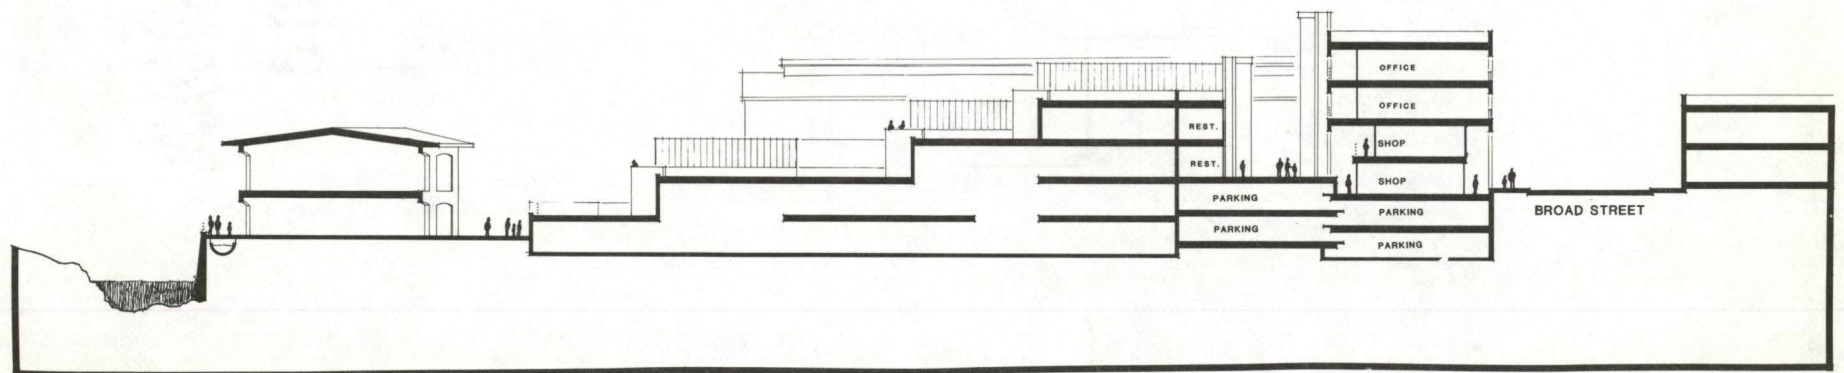 OFFICE
OFFICE
REST.
SHOP
REST.
SHOP
PARKING
PARKING
BROAD STREET
PARKING
PARKING